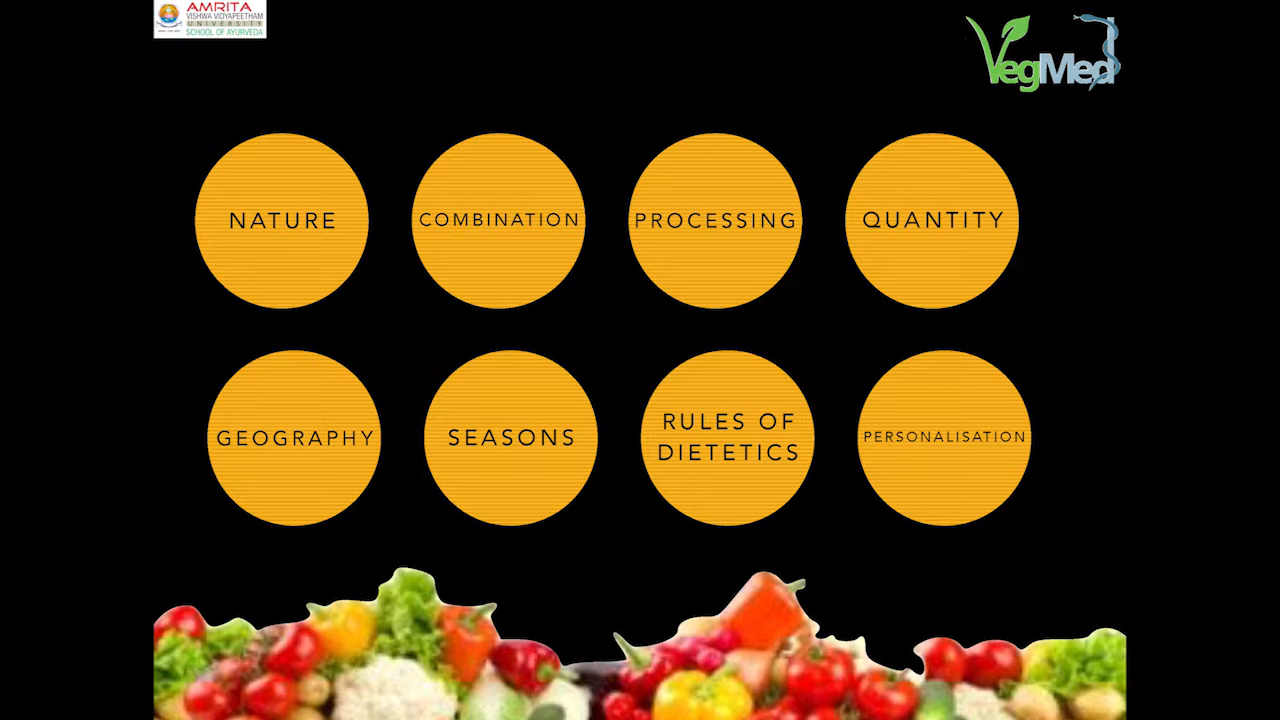 AMRITA
VISHWA VIDYAPEETHAM
UNIVERSITY
SCHOOL OF AYURVEDA
VegMed
NATURE
COMBINATION
PROCESSING
QUANTITY
GEOGRAPHY
SEASONS
RULES OF
DIETETICS
PERSONALISATION